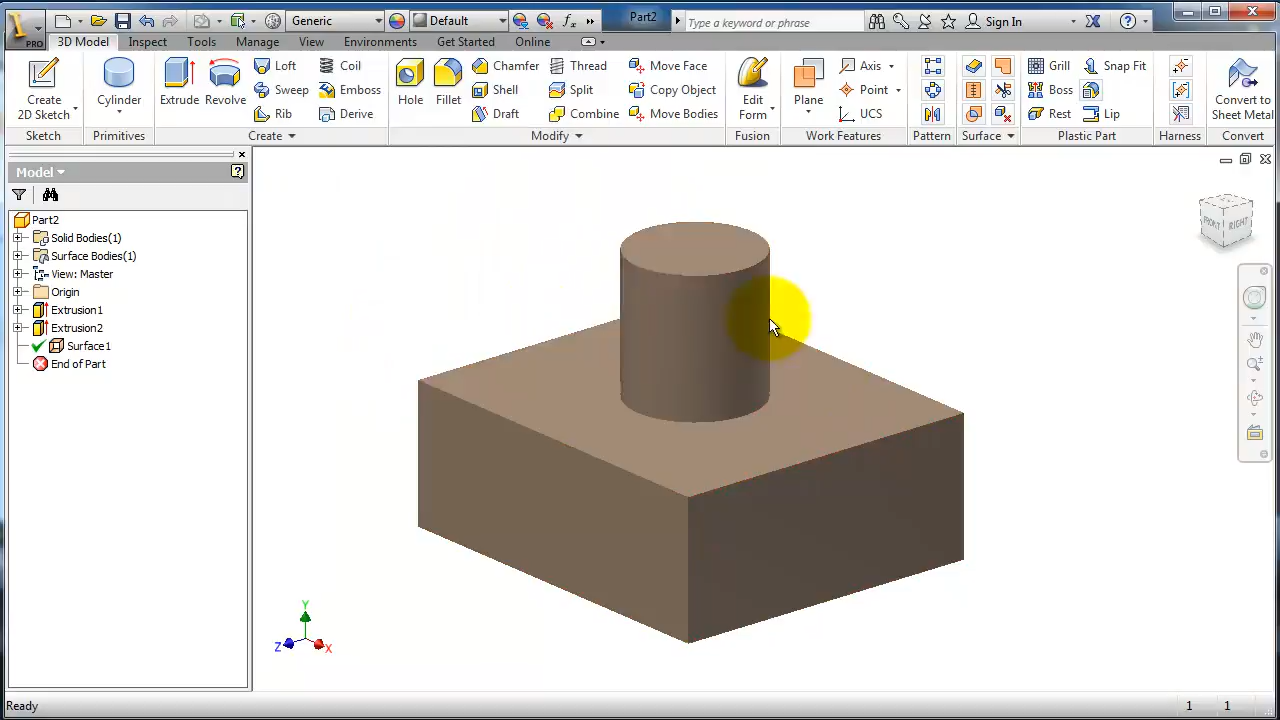 PRO
Generic
Default
fx
Part2
Type a keyword or phrase
Sign In
3D Model
Inspect
Tools
Manage
View
Environments
Get Started
Online
Create
2D Sketch
Cylinder
Extrude
Revolve
Loft
Sweep
Rib
Coil
Emboss
Derive
Hole
Fillet
Chamfer
Shell
Draft
Thread
Split
Combine
Move Face
Copy Object
Move Bodies
Edit
Form
Plane
Axis
Point
UCS
Grill
Boss
Rest
Snap Fit
Lip
Convert to
Sheet Metal
Sketch
Primitives
Create
Modify
Fusion
Work Features
Pattern
Surface
Plastic Part
Harness
Convert
Model
Part2
Solid Bodies(1)
Surface Bodies(1)
View: Master
Origin
Extrusion1
Extrusion2
Surface1
End of Part
FRONT
RIGHT
Y
Z
X
Ready
1
1